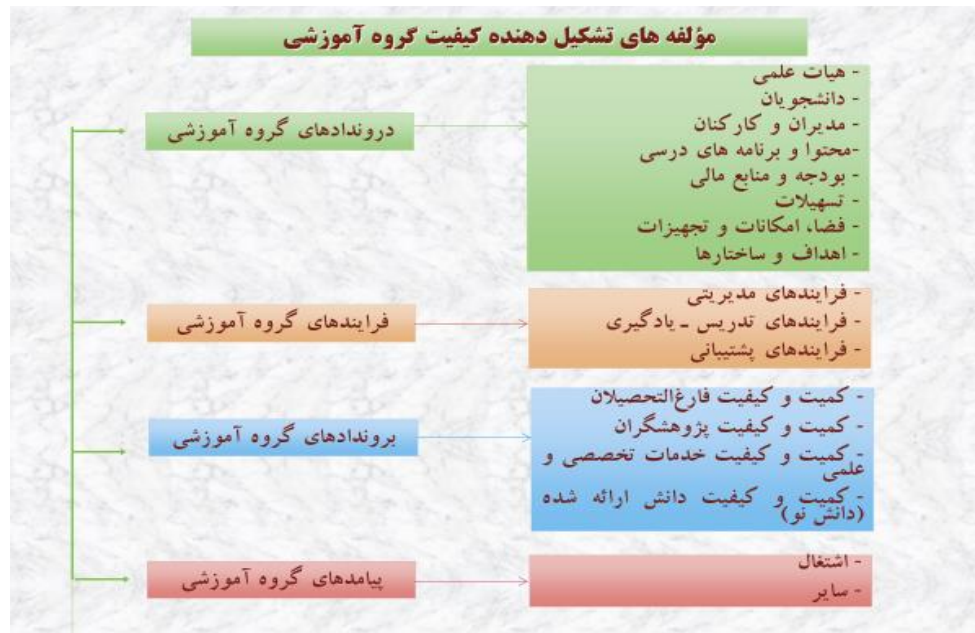 مؤلفه های تشکیل دهنده کیفیت گروه آموزشی
دروندادهای گروه آموزشی
- هیات علمی
- دانشجویان
- مدیران و کارکنان
-محتوا و برنامه های درسی
- بودجه و منابع مالی
- تسهیلات
- فضا، امکانات و تجهیزات
- اهداف و ساختارها
فرایندهای گروه آموزشی
- فرایندهای مدیریتی
- فرایندهای تدریس ـ یادگیری
- فرایندهای پشتیبانی
بروندادهای گروه آموزشی
- کمیت و کیفیت فارغ‌التحصیلان
- کمیت و کیفیت پژوهشگران
- کمیت و کیفیت خدمات تخصصی و
علمی
- کمیت و کیفیت دانش ارائه شده
(دانش نو)
پیامدهای گروه آموزشی
- اشتغال
- سایر